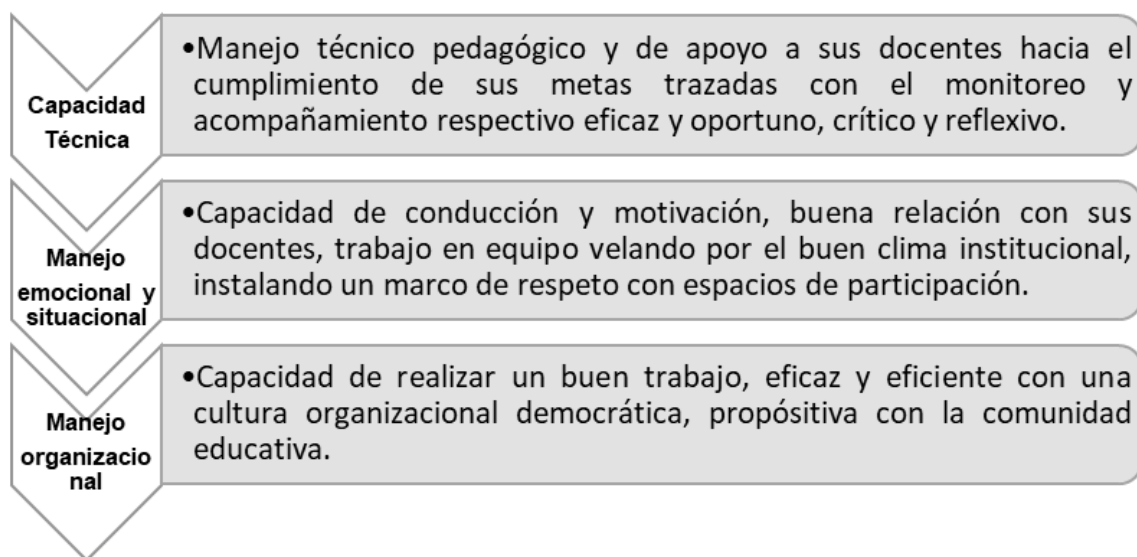 Capacidad
Técnica
•Manejo técnico pedagógico y de apoyo a sus docentes hacia el
cumplimiento de sus metas trazadas con el monitoreo y
acompañamiento respectivo eficaz y oportuno, crítico y reflexivo.
Manejo
emocional y
situacional
•Capacidad de conducción y motivación, buena relación con sus
docentes, trabajo en equipo velando por el buen clima institucional,
instalando un marco de respeto con espacios de participación.
Manejo
organizacio
nal
•Capacidad de realizar un buen trabajo, eficaz y eficiente con una
cultura organizacional democrática, propósitiva con la comunidad
educativa.